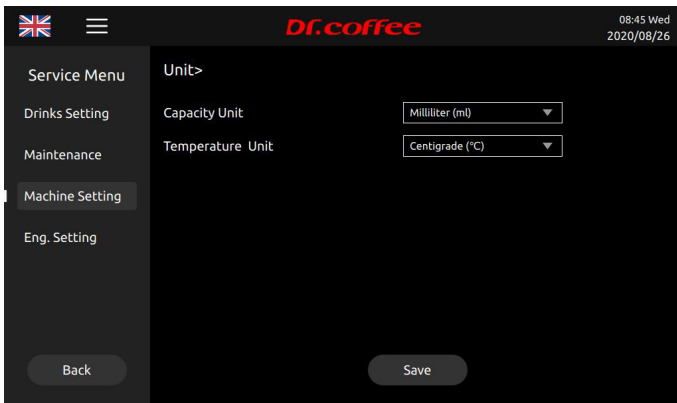 Dr.coffee
08:45 Wed
2020/08/26
Service Menu
Drinks Setting
Maintenance
Machine Setting
Eng. Setting
Back
Unit>
Capacity Unit
Milliliter (ml)
Temperature Unit
Centigrade (°C)
Save